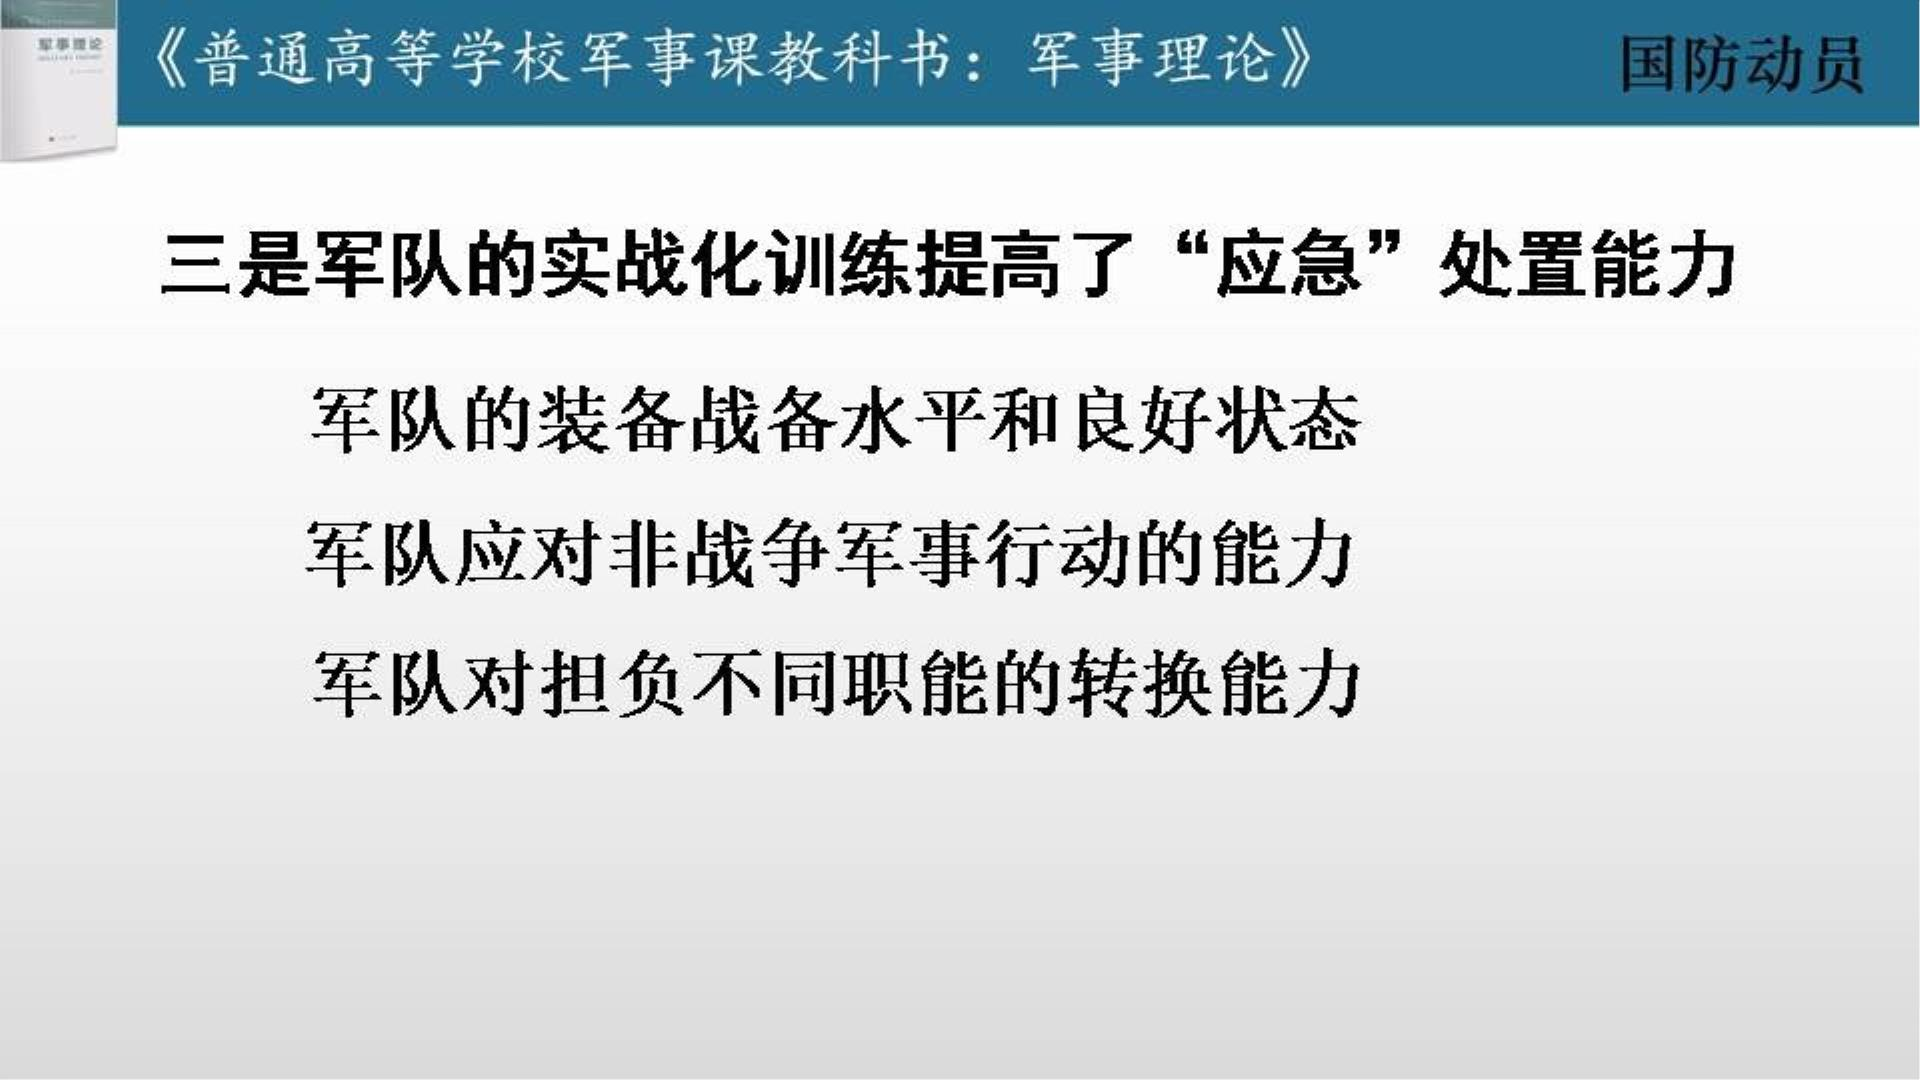 军事理论
《普通高等学校军事课教科书：军事理论》
国防动员
三是军队的实战化训练提高了“应急”处置能力
军队的装备战备水平和良好状态
军队应对非战争军事行动的能力
军队对担负不同职能的转换能力